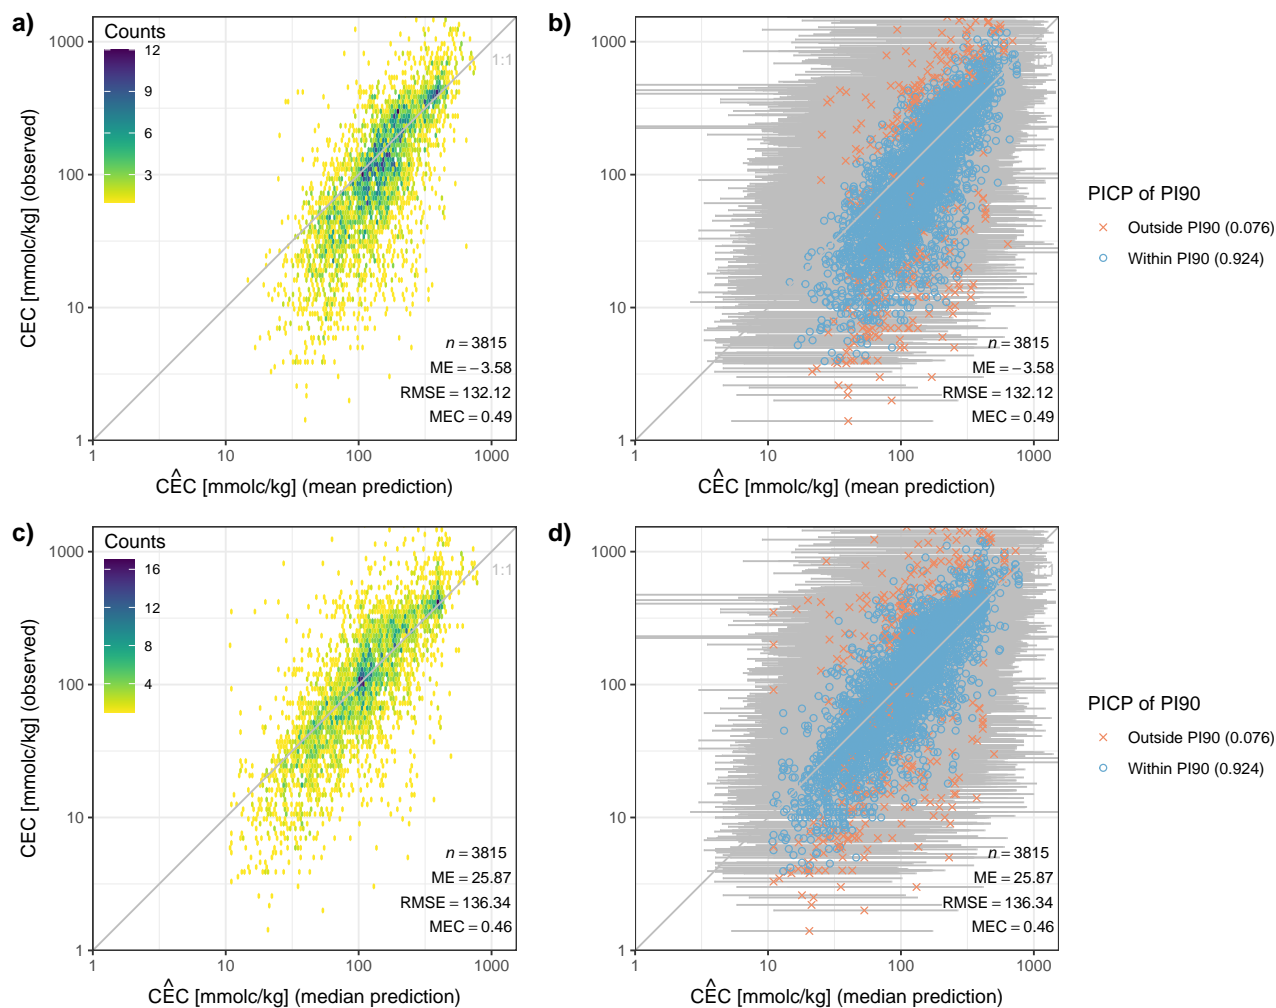 a)
Counts
12
9
6
3
1:1
1000
100
10
1
CEC [mmolc/kg] (observed)
n = 3815
ME = −3.58
RMSE = 132.12
MEC = 0.49
1 10 100 1000
CÊC [mmolc/kg] (mean prediction)
b)
1000
100
10
1
n = 3815
ME = −3.58
RMSE = 132.12
MEC = 0.49
1 10 100 1000
CÊC [mmolc/kg] (mean prediction)
PICP of PI90
Outside PI90 (0.076)
Within PI90 (0.924)
c)
Counts
16
12
8
4
1:1
1000
100
10
1
CEC [mmolc/kg] (observed)
n = 3815
ME = 25.87
RMSE = 136.34
MEC = 0.46
1 10 100 1000
CÊC [mmolc/kg] (median prediction)
d)
1000
100
10
1
n = 3815
ME = 25.87
RMSE = 136.34
MEC = 0.46
1 10 100 1000
CÊC [mmolc/kg] (median prediction)
PICP of PI90
Outside PI90 (0.076)
Within PI90 (0.924)